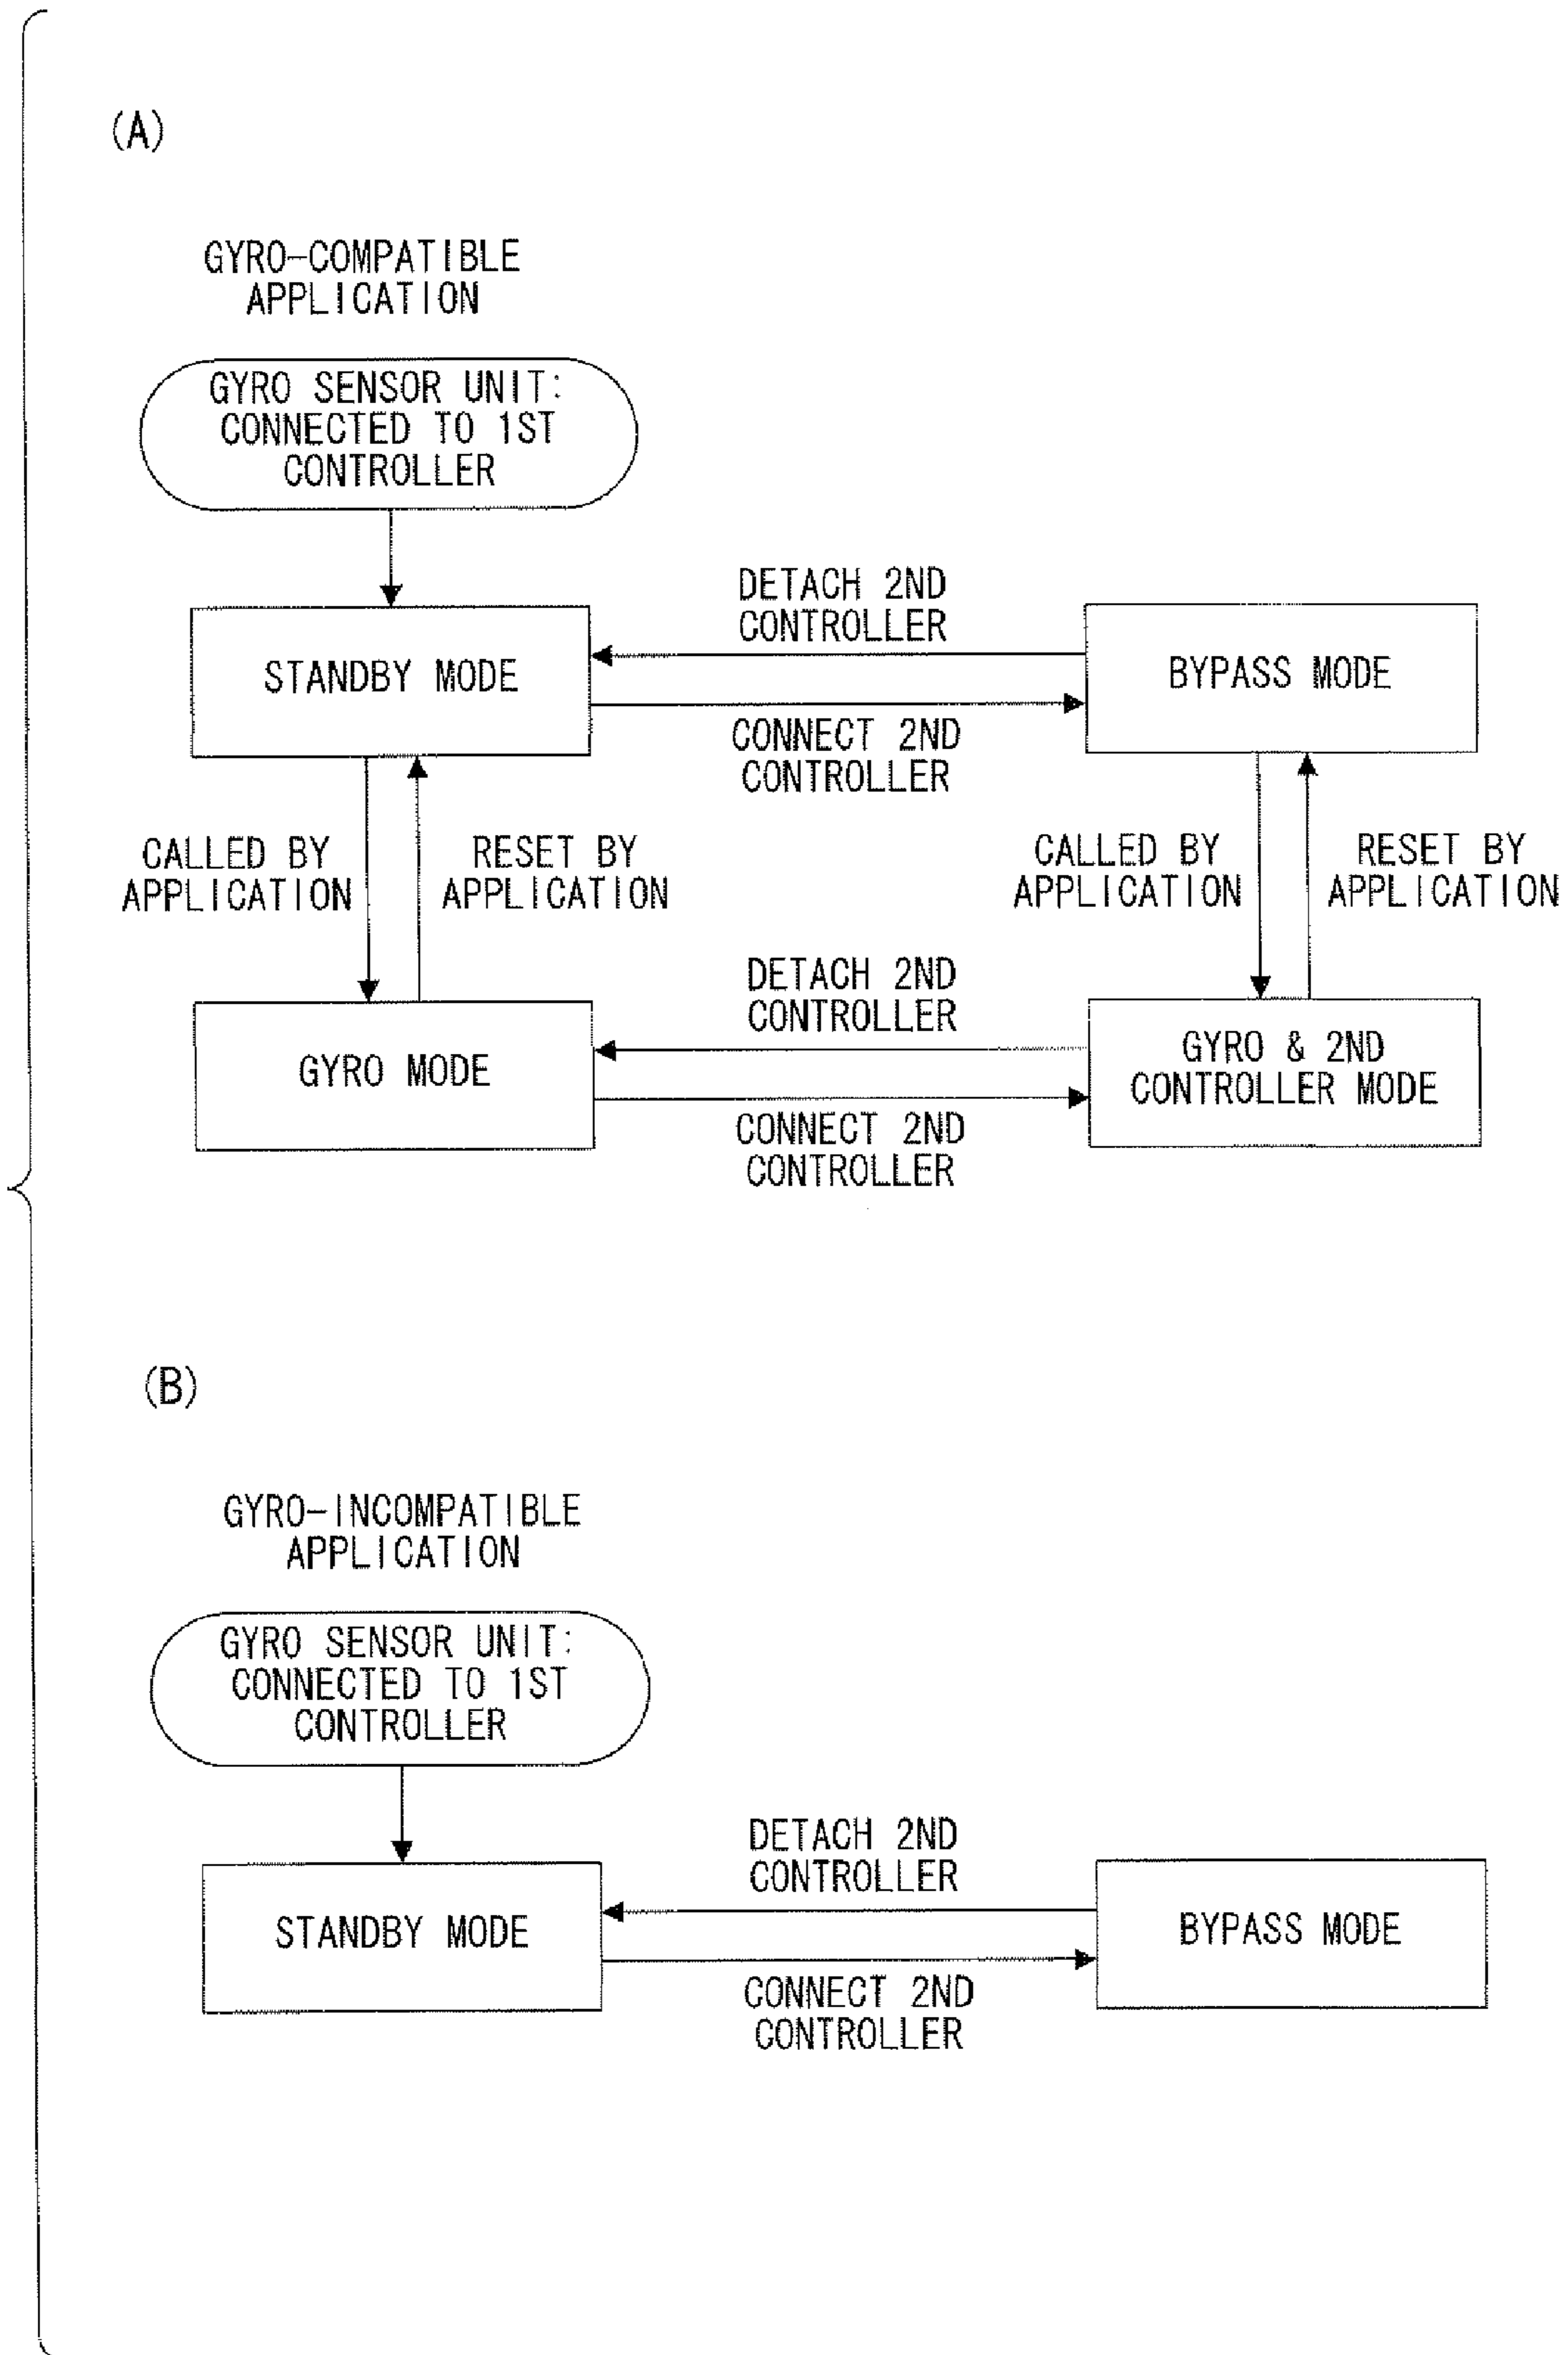 (A)
GYRO-COMPATIBLE
APPLICATION
GYRO SENSOR UNIT:
CONNECTED TO 1ST
CONTROLLER
DETACH 2ND
CONTROLLER
STANDBY MODE
BYPASS MODE
CONNECT 2ND
CONTROLLER
CALLED BY
APPLICATION
RESET BY
APPLICATION
CALLED BY
APPLICATION
RESET BY
APPLICATION
DETACH 2ND
CONTROLLER
GYRO MODE
GYRO & 2ND
CONTROLLER MODE
CONNECT 2ND
CONTROLLER
(B)
GYRO-INCOMPATIBLE
APPLICATION
GYRO SENSOR UNIT:
CONNECTED TO 1ST
CONTROLLER
DETACH 2ND
CONTROLLER
STANDBY MODE
BYPASS MODE
CONNECT 2ND
CONTROLLER